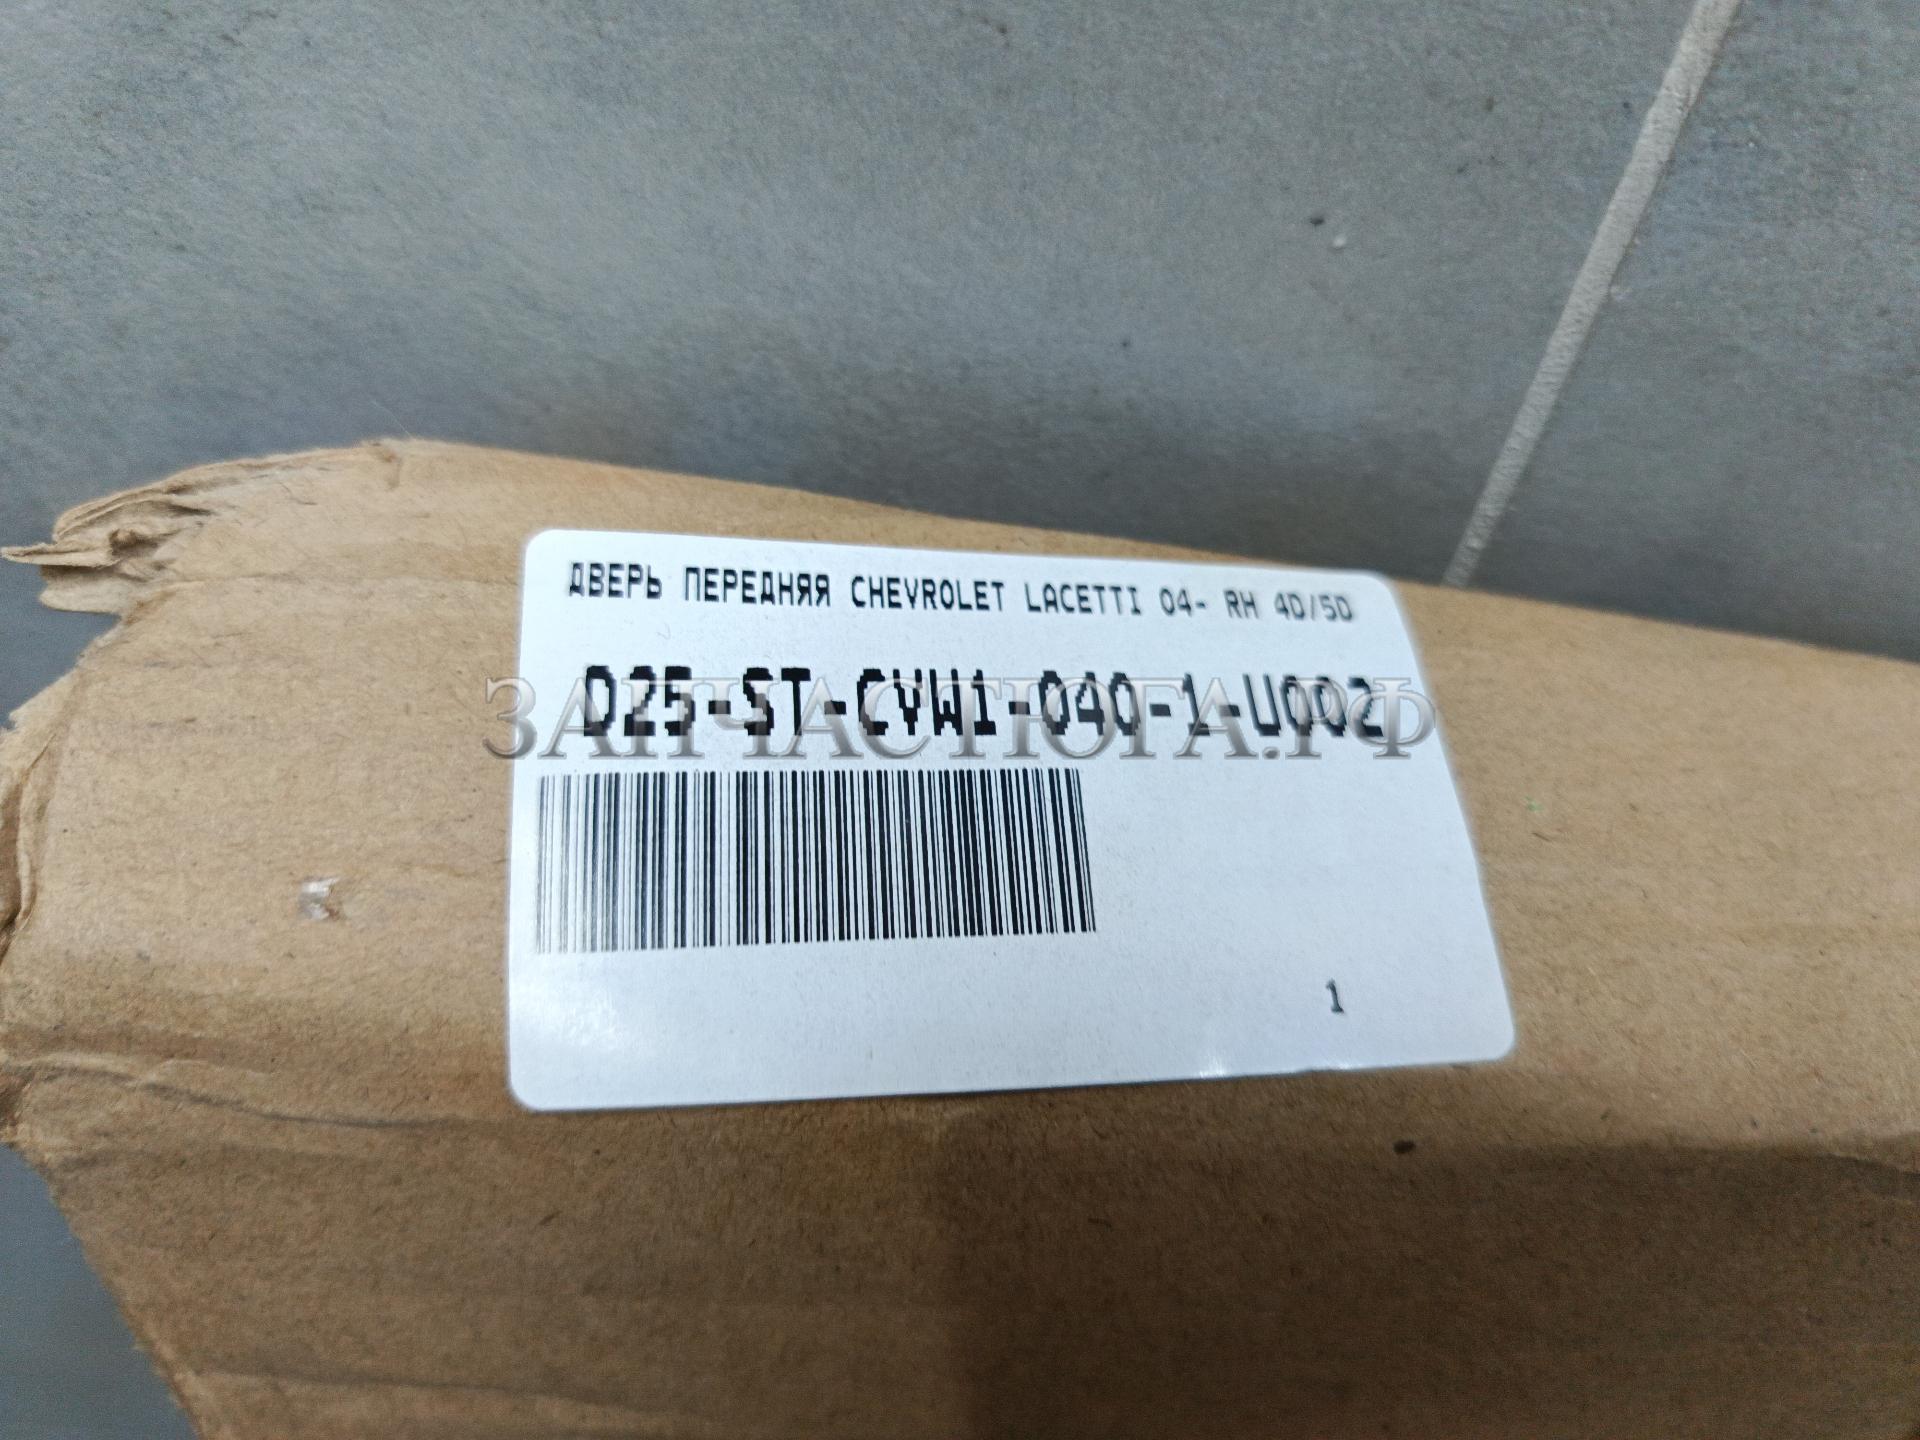 ДВЕРЬ ПЕРЕДНЯЯ CHEVROLET LACETTI 04- RH 4D/5D
D25-ST-CVW1-040-1-U002
ЗАПЧАСТЮГА.РФ
1